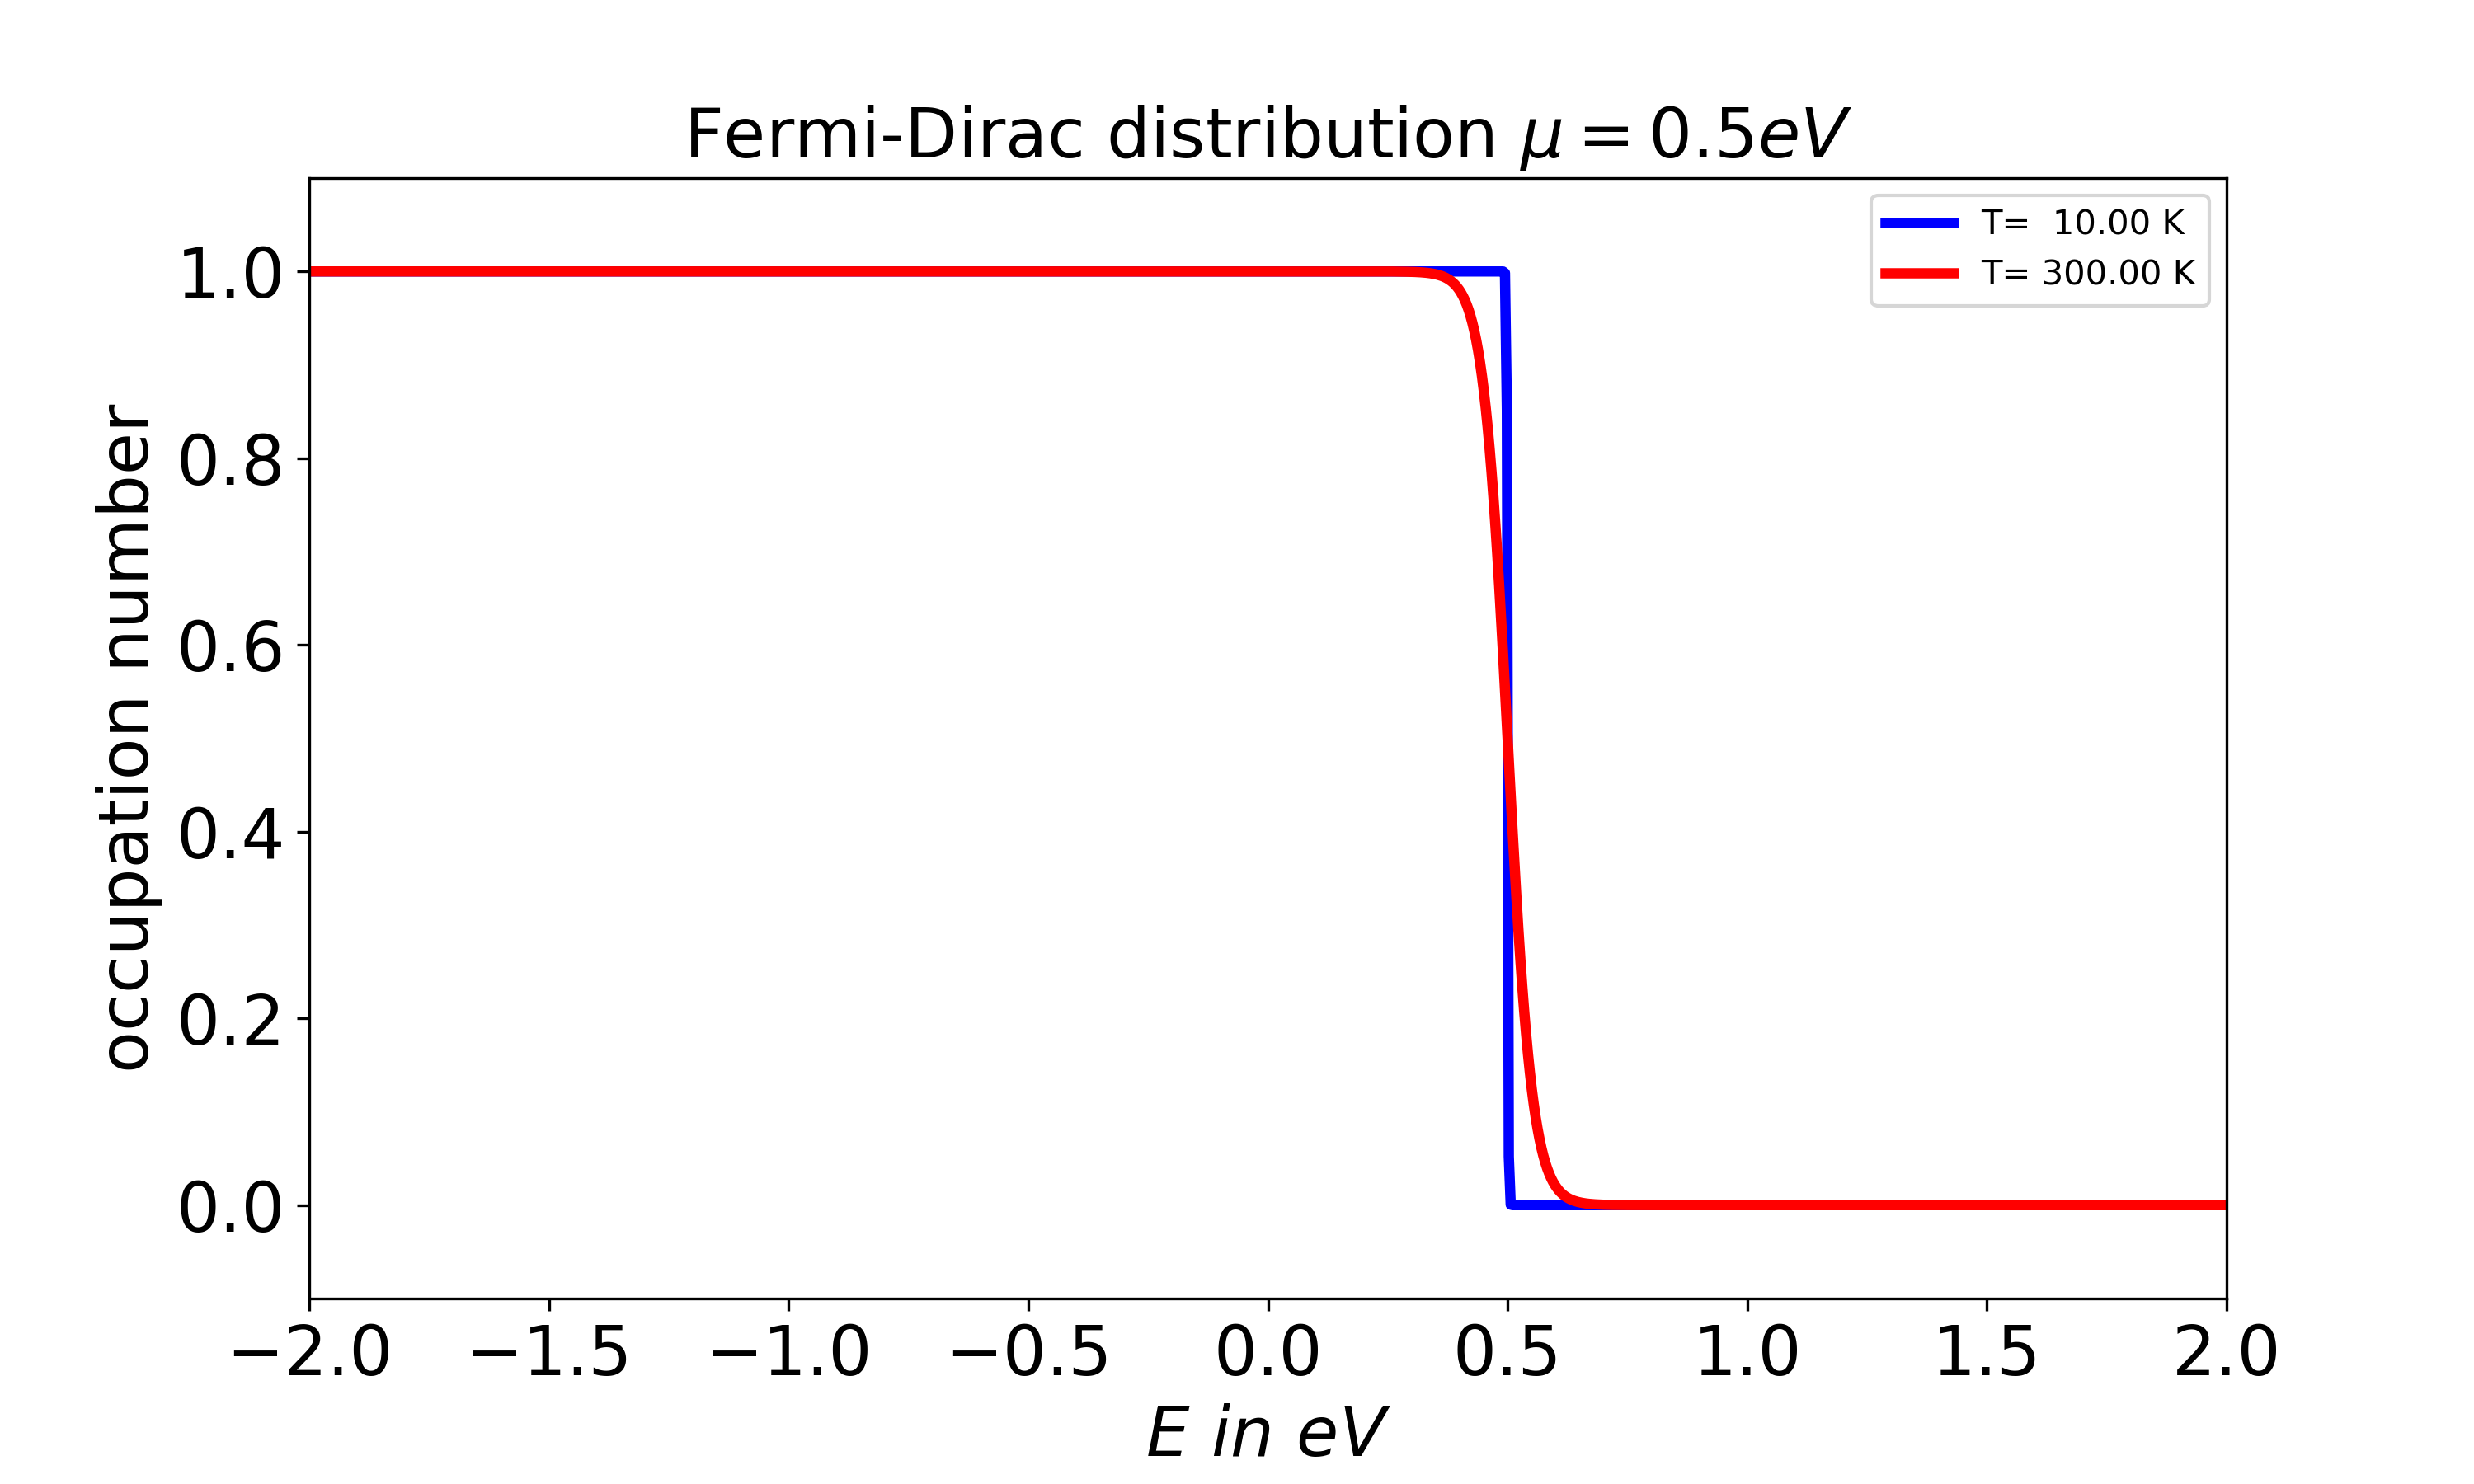 Fermi-Dirac distribution μ = 0.5eV
T=  10.00 K
T= 300.00 K
occupation number
1.0
0.8
0.6
0.4
0.2
0.0
−2.0 −1.5 −1.0 −0.5 0.0 0.5 1.0 1.5 2.0
E in eV